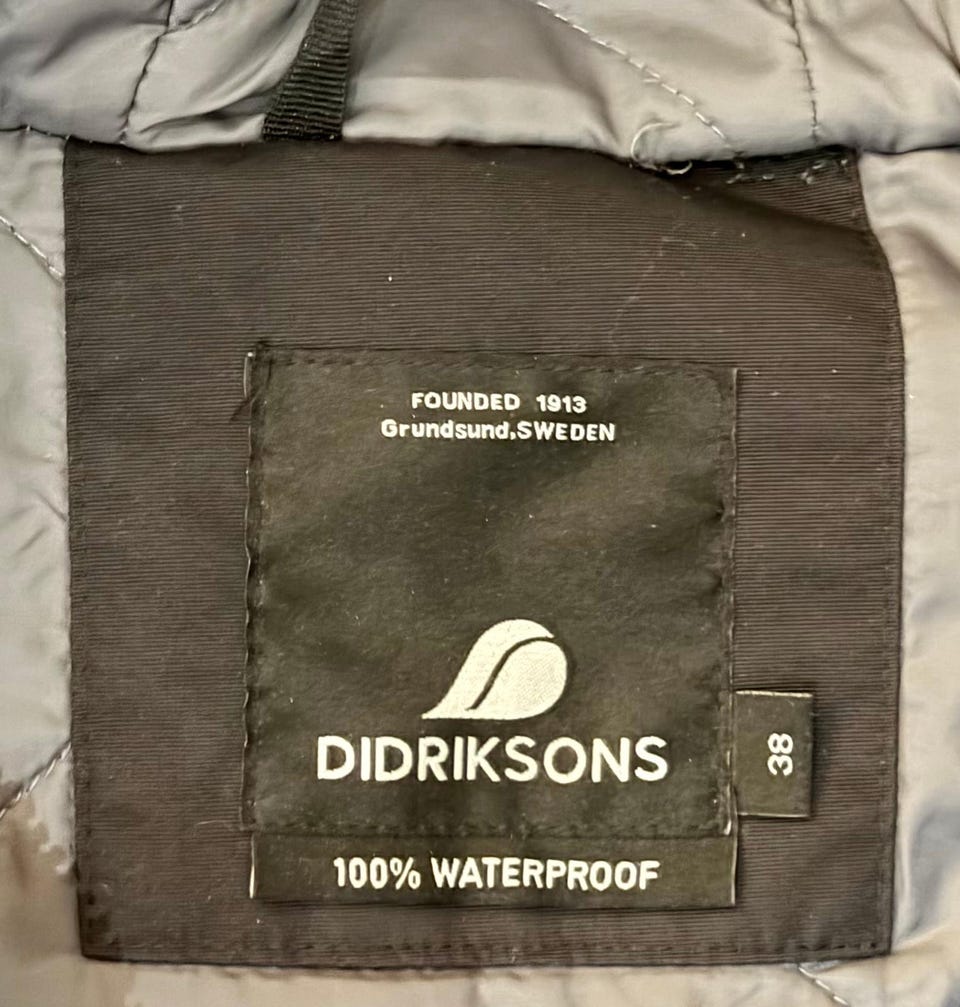 FOUNDED 1913
Grundsund,SWEDEN
DIDRIKSONS
38
100% WATERPROOF